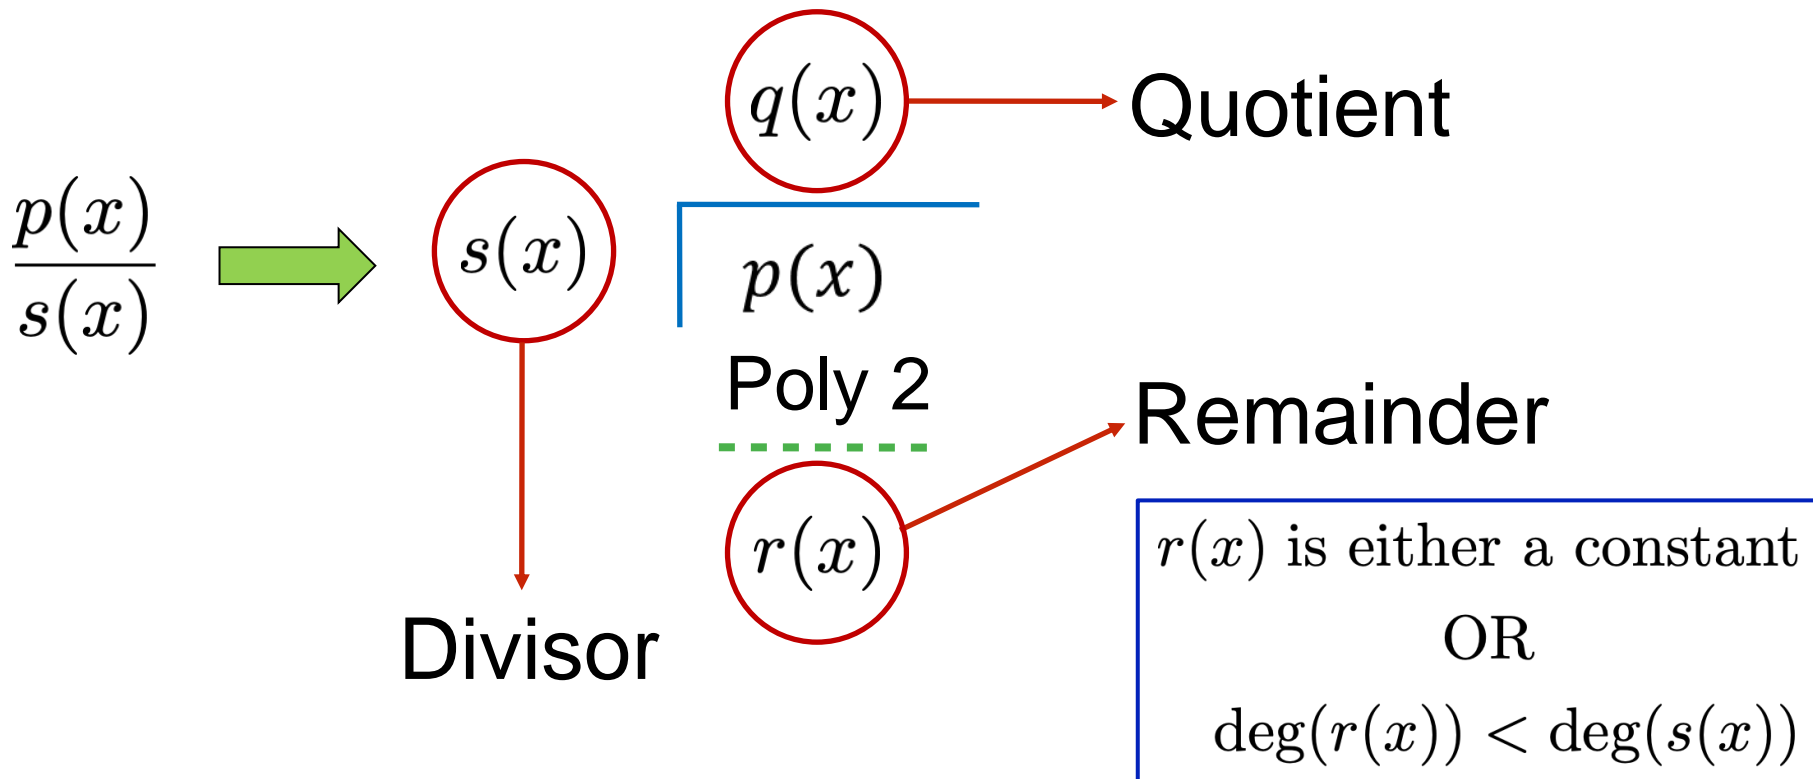 q(x)
Quotient
p(x)
s(x)
s(x)
p(x)
Poly 2
Remainder
r(x)
r(x) is either a constant
OR
deg(r(x)) < deg(s(x))
Divisor